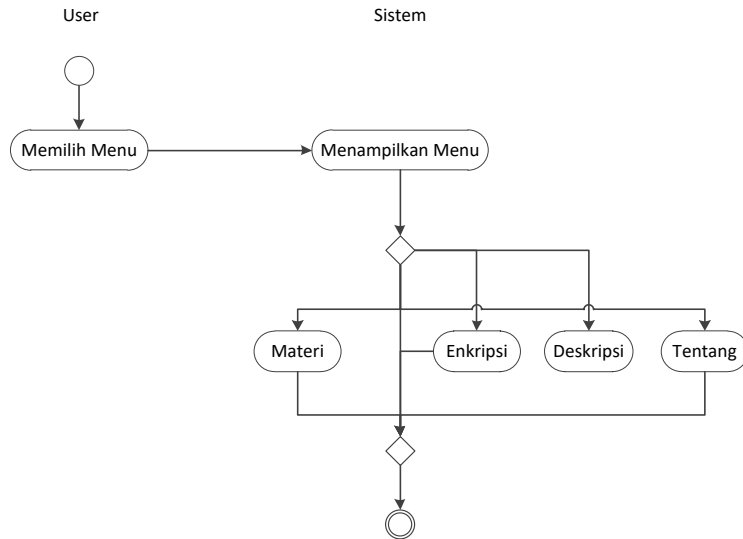 User
Sistem
Memilih Menu
Menampilkan Menu
Materi
Enkripsi
Deskripsi
Tentang